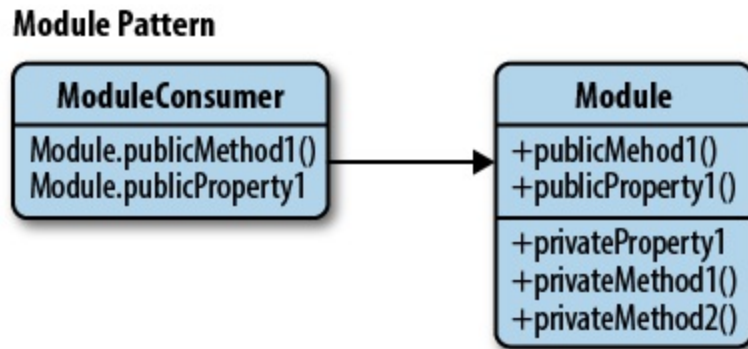 Module Pattern
ModuleConsumer
Module.publicMethod1()
Module.publicProperty1
Module
+publicMehod1()
+publicProperty1()
+privateProperty1
+privateMethod1()
+privateMethod2()